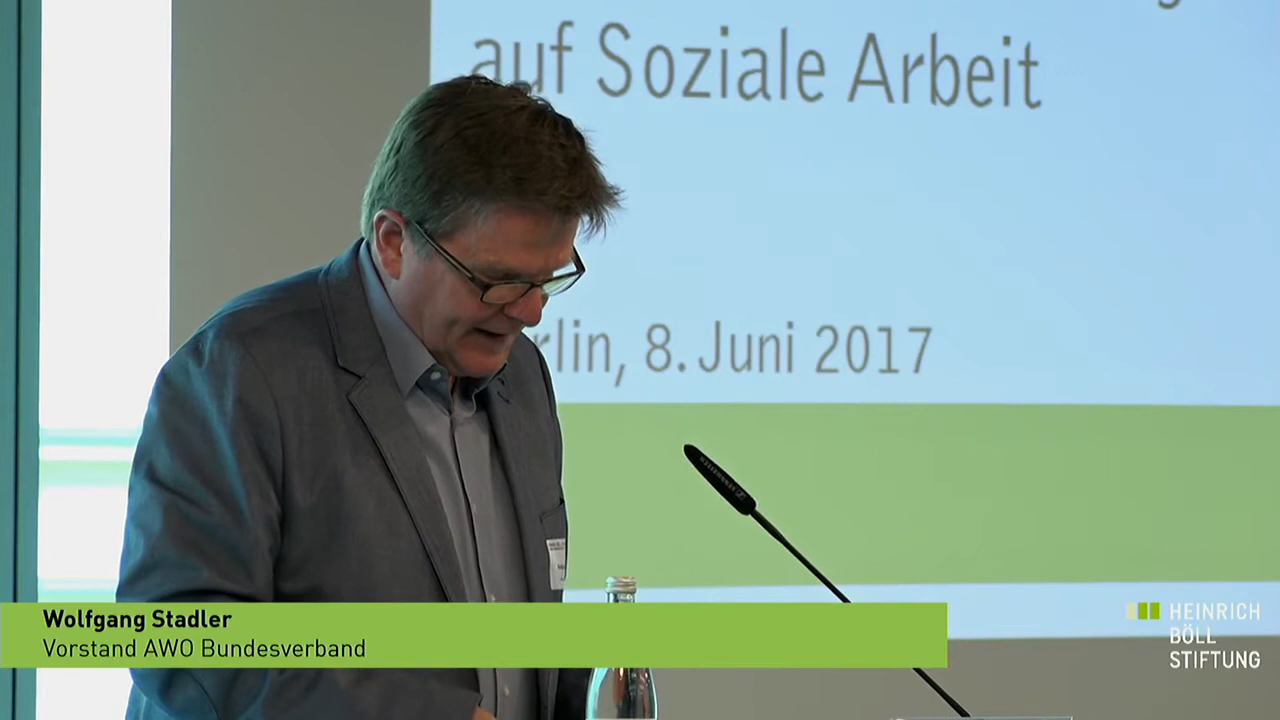 auf Soziale Arbeit
rlin, 8. Juni 2017
Wolfgang Stadler
Vorstand AWO Bundesverband
HEINRICH
BÖLL
STIFTUNG